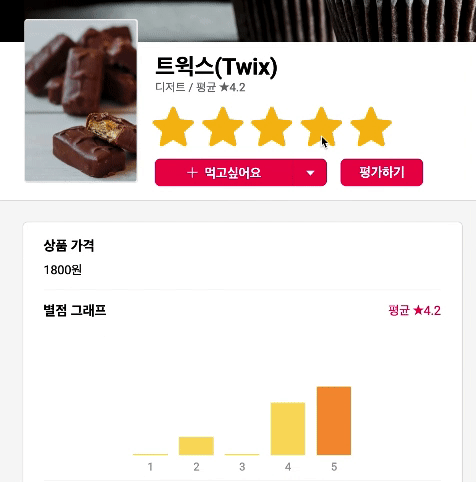 트윅스(Twix)
디저트 / 평균 ★4.2
+ 먹고싶어요
평가하기
상품 가격
1800원
별점 그래프
평균 ★4.2
1 2 3 4 5